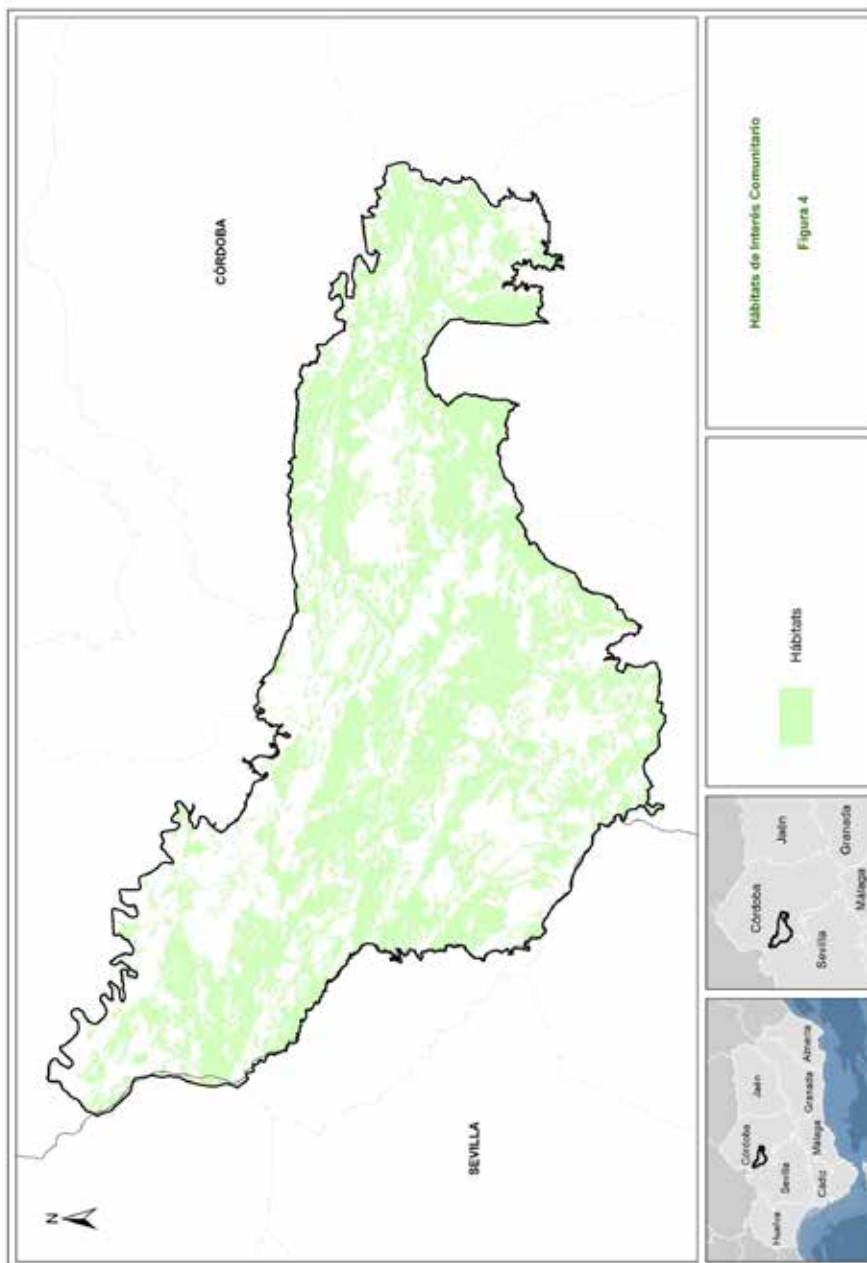 N
CÓRDOBA
SEVILLA
Huelva
Sevilla
Cádiz
Córdoba
Málaga
Granada
Jaén
Almería
Córdoba
Sevilla
Jaén
Granada
Málaga
Hábitats
Hábitats de Interés Comunitario
Figura 4